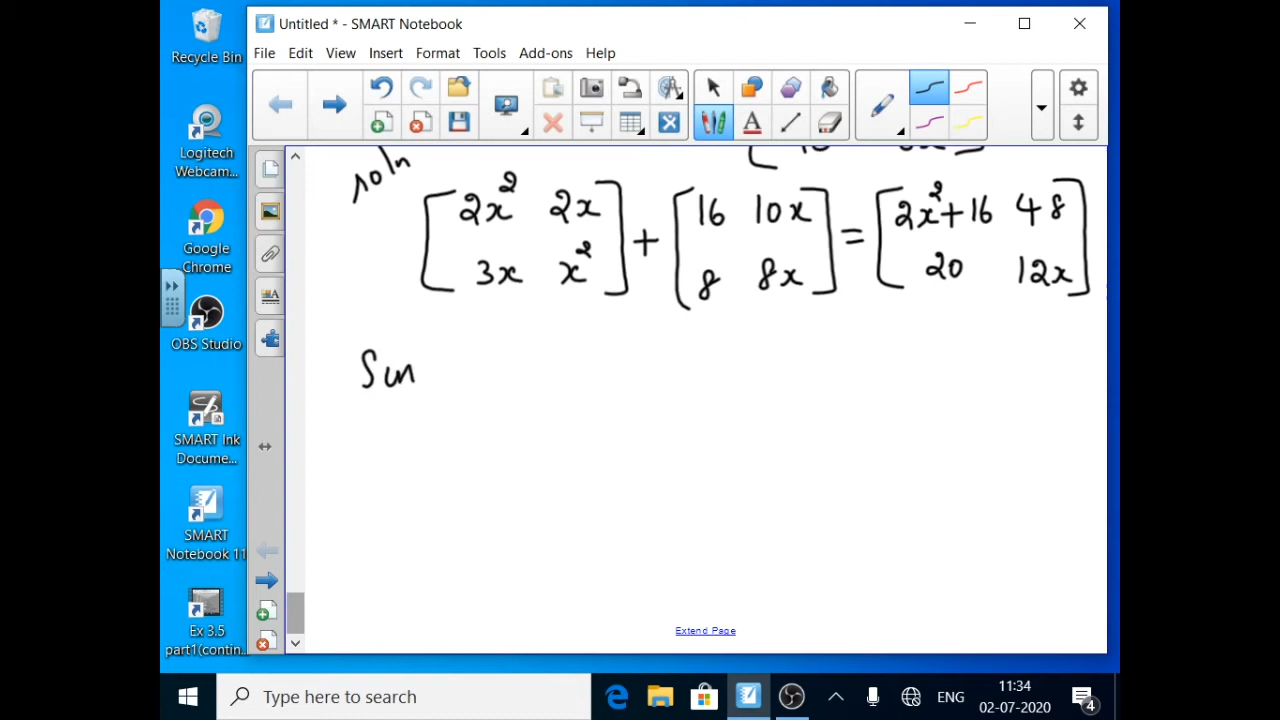 Recycle Bin
Logitech Webcam...
Google Chrome
OBS Studio
SMART Ink Docume...
SMART Notebook 11
Ex 3.5 part1(contin...
Untitled * - SMART Notebook
File Edit View Insert Format Tools Add-ons Help
soln
[2x² 2x; 3x x²] + [16 10x; 8 8x] = [2x²+16 48; 20 12x]
Sum
Extend Page
Type here to search
ENG
11:34
02-07-2020
4